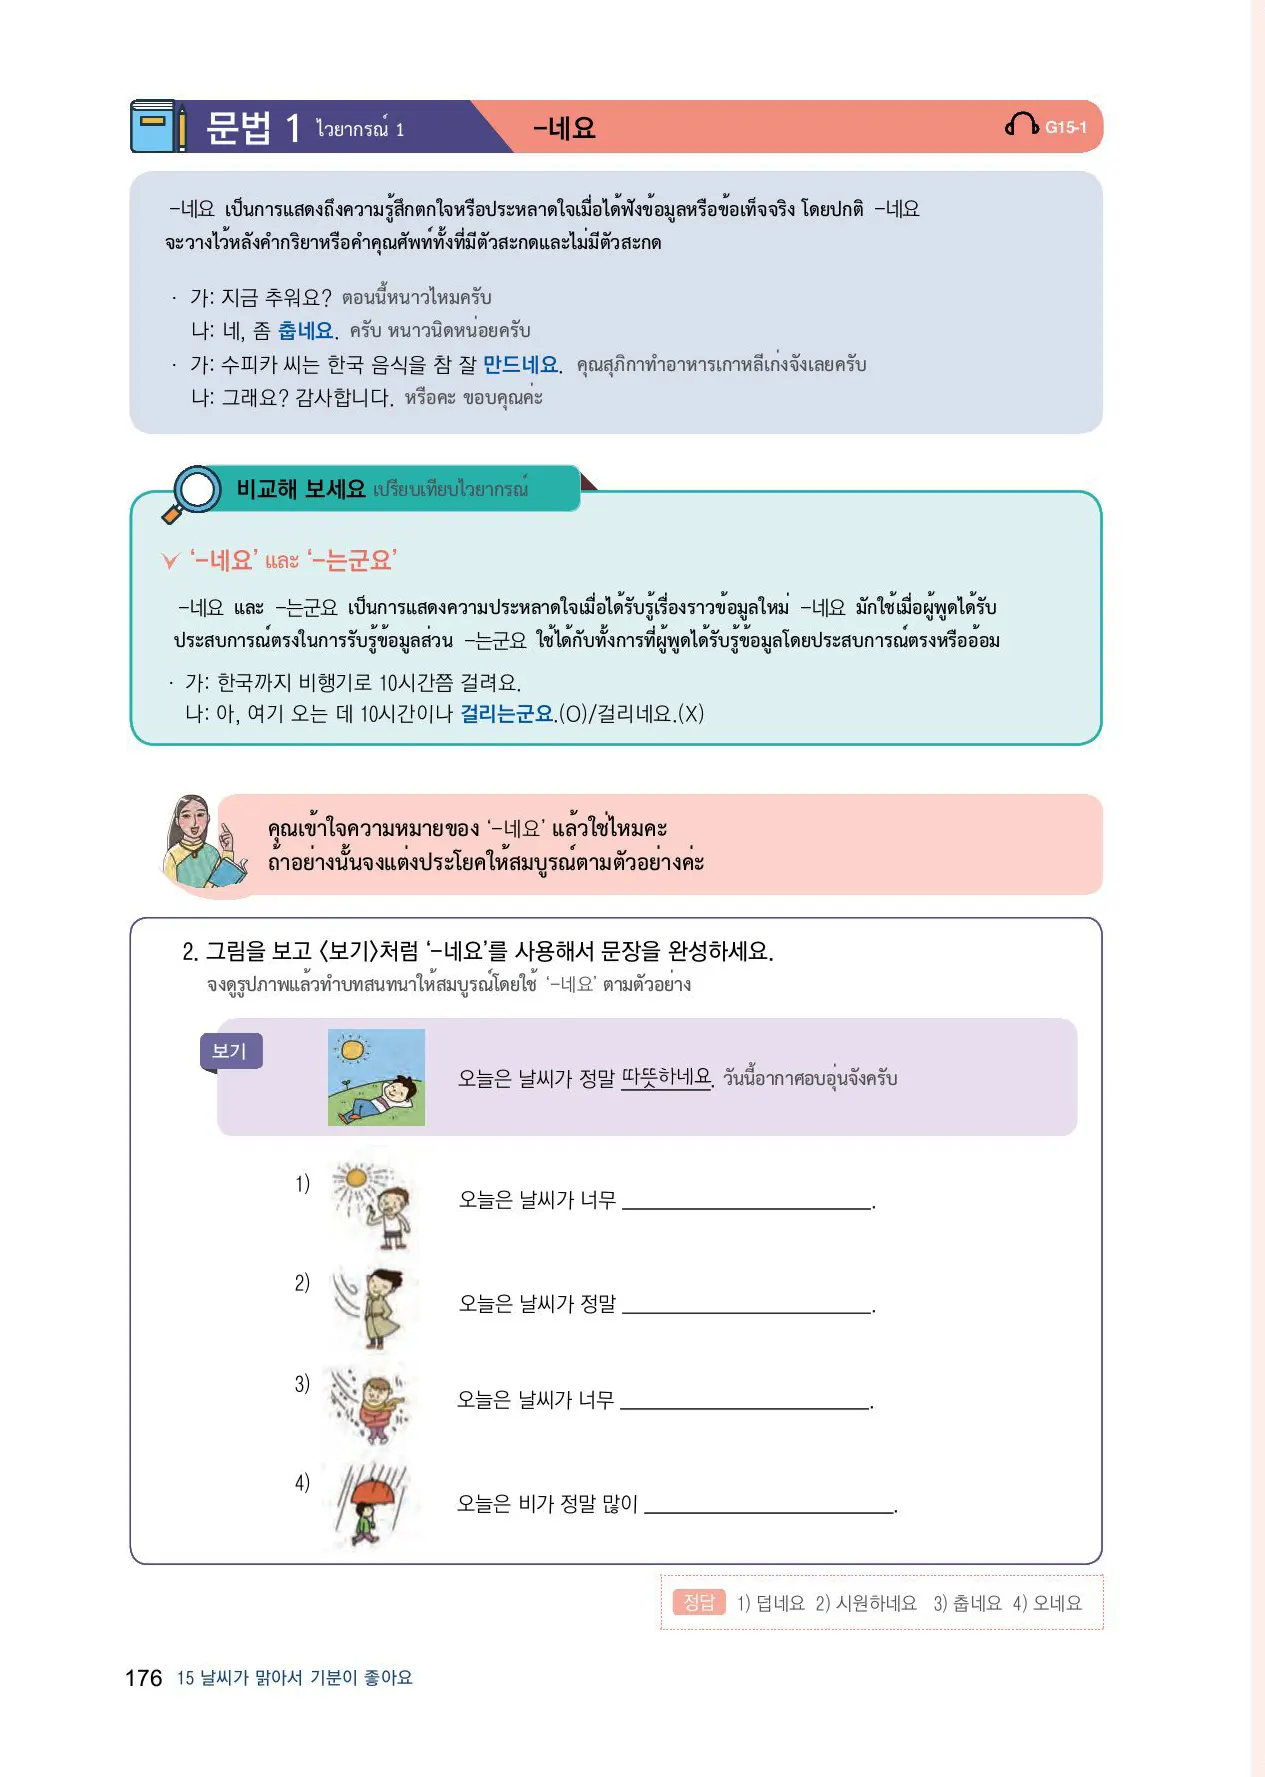 문법 1 ไวยากรณ์ 1 -네요 G15-1
-네요 เป็นการแสดงถึงความรู้สึกตกใจหรือประหลาดใจเมื่อได้ฟังข้อมูลหรือข้อเท็จจริง โดยปกติ -네요
จะวางไว้หลังคำกริยาหรือคำคุณศัพท์ทั้งที่มีตัวสะกดและไม่มีตัวสะกด
· 가: 지금 추워요? ตอนนี้หนาวไหมครับ
나: 네, 좀 춥네요. ครับ หนาวนิดหน่อยครับ
· 가: 수피카 씨는 한국 음식을 참 잘 만드네요. คุณสุภิกาทำอาหารเกาหลีเก่งจังเลยครับ
냐: 그래요? 감사합니다. หรือคะ ขอบคุณค่ะ
비교해 보세요 เปรียบเทียบไวยากรณ์
‘-네요’ และ ‘-는군요’
-네요 และ -는군요 เป็นการแสดงความประหลาดใจเมื่อได้รับรู้เรื่องราวข้อมูลใหม่ -네요 มักใช้เมื่อผู้พูดได้รับ
ประสบการณ์ตรงในการรับรู้ข้อมูลส่วน -는군요 ใช้ได้กับทั้งการที่ผู้พูดได้รับรู้ข้อมูลโดยประสบการณ์ตรงหรืออ้อม
· 가: 한국까지 비행기로 10시간쯤 걸려요.
나: 아, 여기 오는 데 10시간이나 걸리는군요.(O)/걸리네요.(X)
คุณเข้าใจความหมายของ ‘-네요’ แล้วใช่ไหมคะ
ถ้าอย่างนั้นจงแต่งประโยคให้สมบูรณ์ตามตัวอย่างค่ะ
2. 그림을 보고 〈보기〉처럼 ‘-네요’를 사용해서 문장을 완성하세요.
จงดูรูปภาพแล้วทำบทสนทนาให้สมบูรณ์โดยใช้ ‘-네요’ ตามตัวอย่าง
보기
오늘은 날씨가 정말 따뜻하네요. วันนี้อากาศอบอุ่นจังครับ
1) 오늘은 날씨가 너무 ____________________.
2) 오늘은 날씨가 정말 ____________________.
3) 오늘은 날씨가 너무 ____________________.
4) 오늘은 비가 정말 많이 ____________________.
정답 1) 덥네요 2) 시원하네요 3) 춥네요 4) 오네요
176 15 날씨가 맑아서 기분이 좋아요